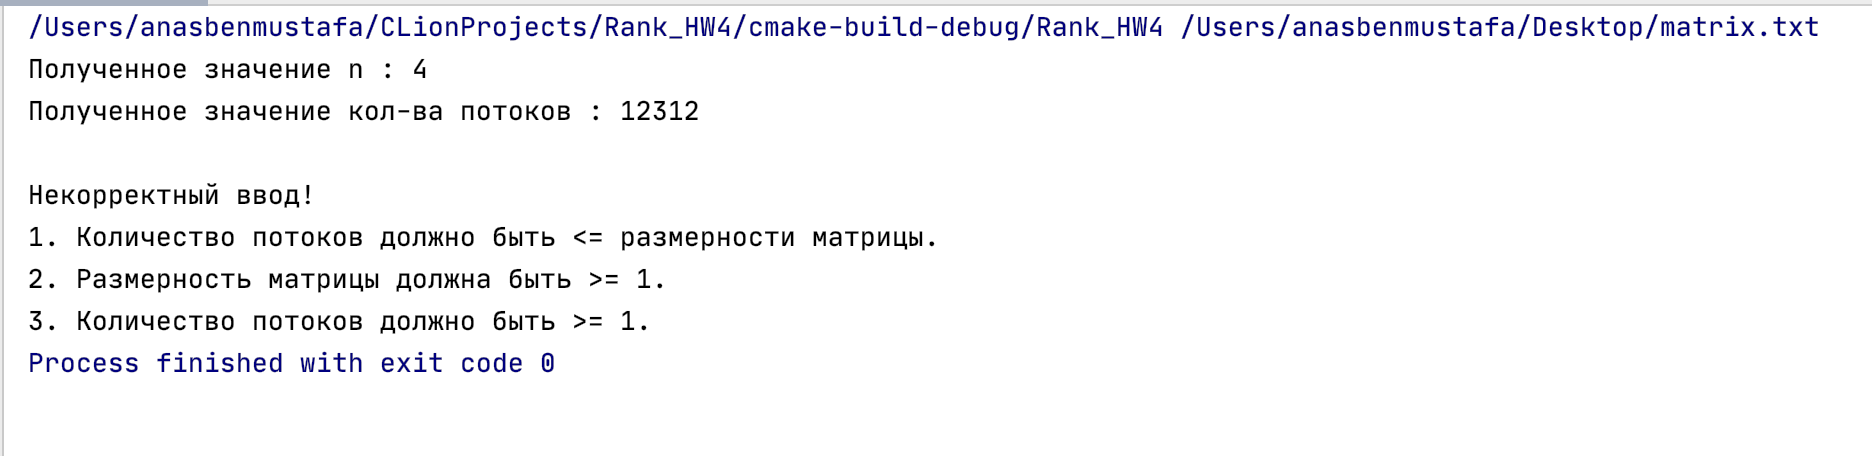 /Users/anasbenmustafa/CLionProjects/Rank_HW4/cmake-build-debug/Rank_HW4 /Users/anasbenmustafa/Desktop/matrix.txt
Полученное значение n : 4
Полученное значение кол-ва потоков : 12312
Некорректный ввод!
1. Количество потоков должно быть <= размерности матрицы.
2. Размерность матрицы должна быть >= 1.
3. Количество потоков должно быть >= 1.
Process finished with exit code 0